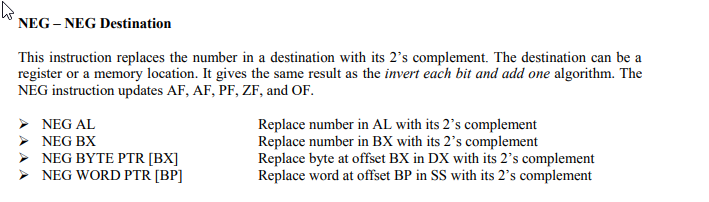 NEG – NEG Destination
This instruction replaces the number in a destination with its 2’s complement. The destination can be a
register or a memory location. It gives the same result as the invert each bit and add one algorithm. The
NEG instruction updates AF, AF, PF, ZF, and OF.
➢ NEG AL Replace number in AL with its 2’s complement
➢ NEG BX Replace number in BX with its 2’s complement
➢ NEG BYTE PTR [BX] Replace byte at offset BX in DX with its 2’s complement
➢ NEG WORD PTR [BP] Replace word at offset BP in SS with its 2’s complement